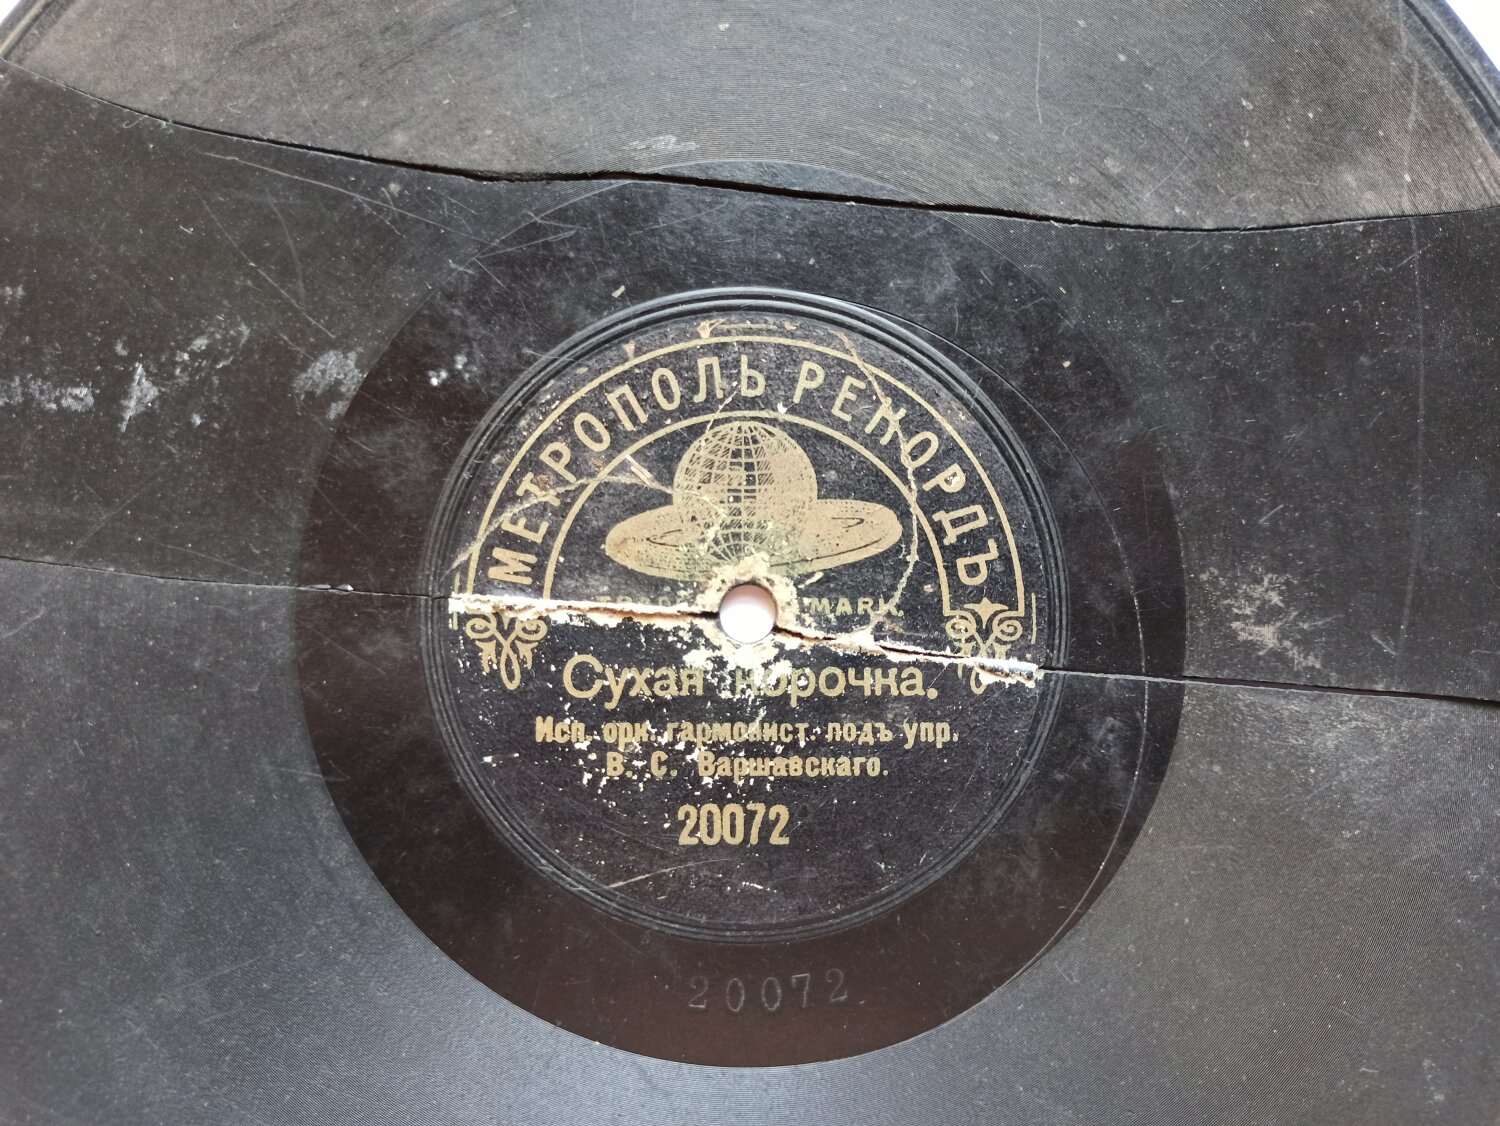 МЕТРОПОЛЬ РЕКОРДЪ
MARK.
Сухая корочка.
Исп. орк. гармонист. подъ упр.
В. С. Варшавскаго.
20072
20072